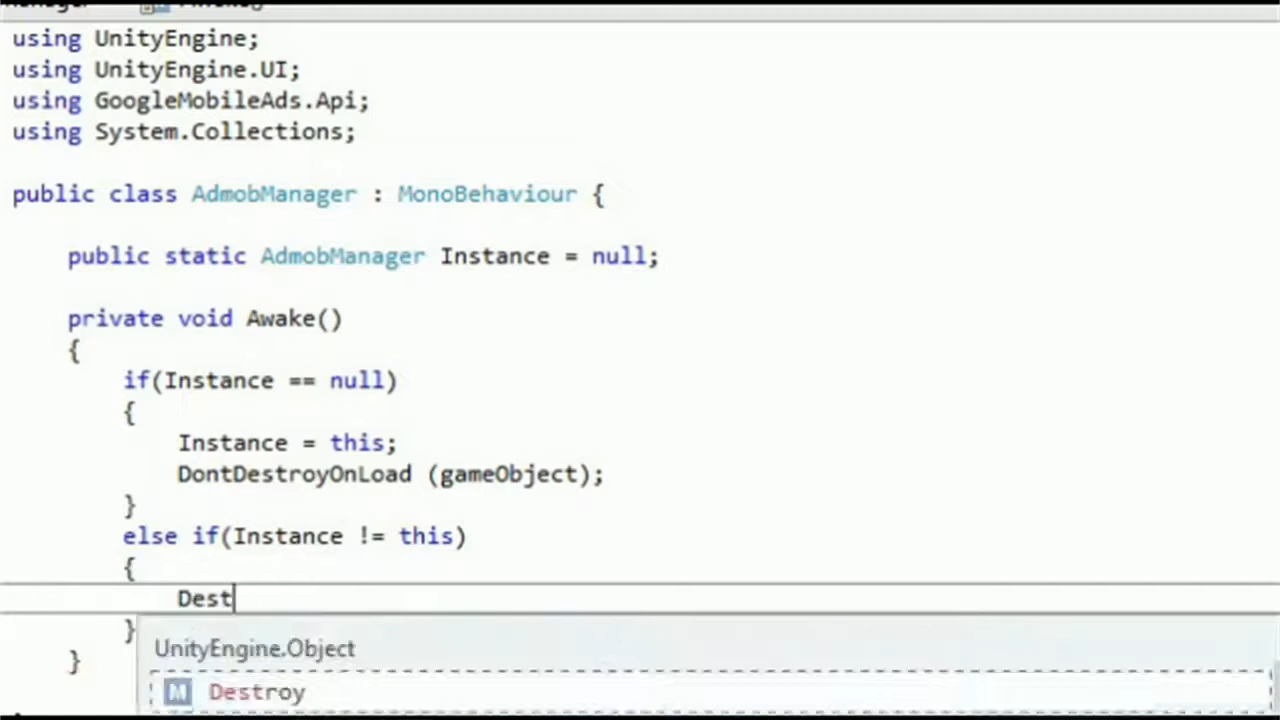 using UnityEngine;
using UnityEngine.UI;
using GoogleMobileAds.Api;
using System.Collections;
public class AdmobManager : MonoBehaviour {
public static AdmobManager Instance = null;
private void Awake()
{
if(Instance == null)
{
Instance = this;
DontDestroyOnLoad (gameObject);
}
else if(Instance != this)
{
Dest
}
UnityEngine.Object
}
M Destroy